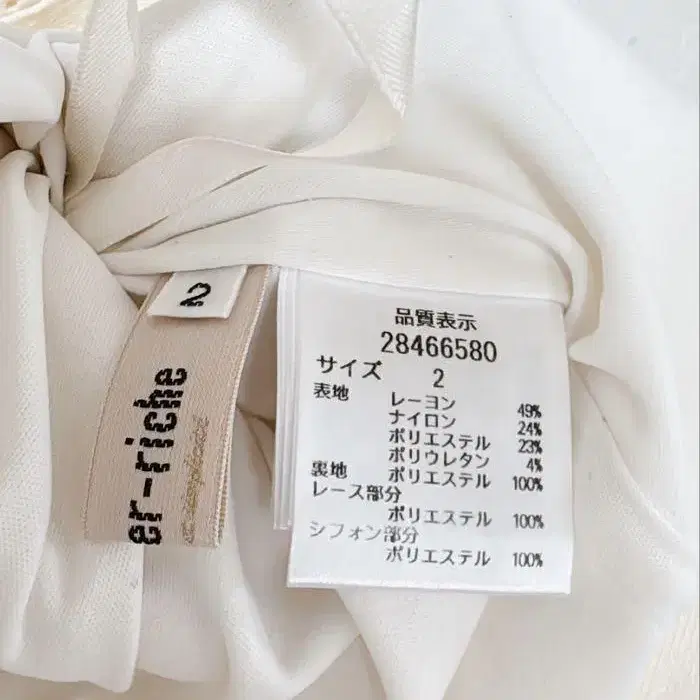 2
er-riche
品質表示
28466580
サイズ 2
表地 レーヨン 49%
ナイロン 24%
ポリエステル 23%
ポリウレタン 4%
裏地 ポリエステル 100%
レース部分
ポリエステル 100%
シフォン部分
ポリエステル 100%